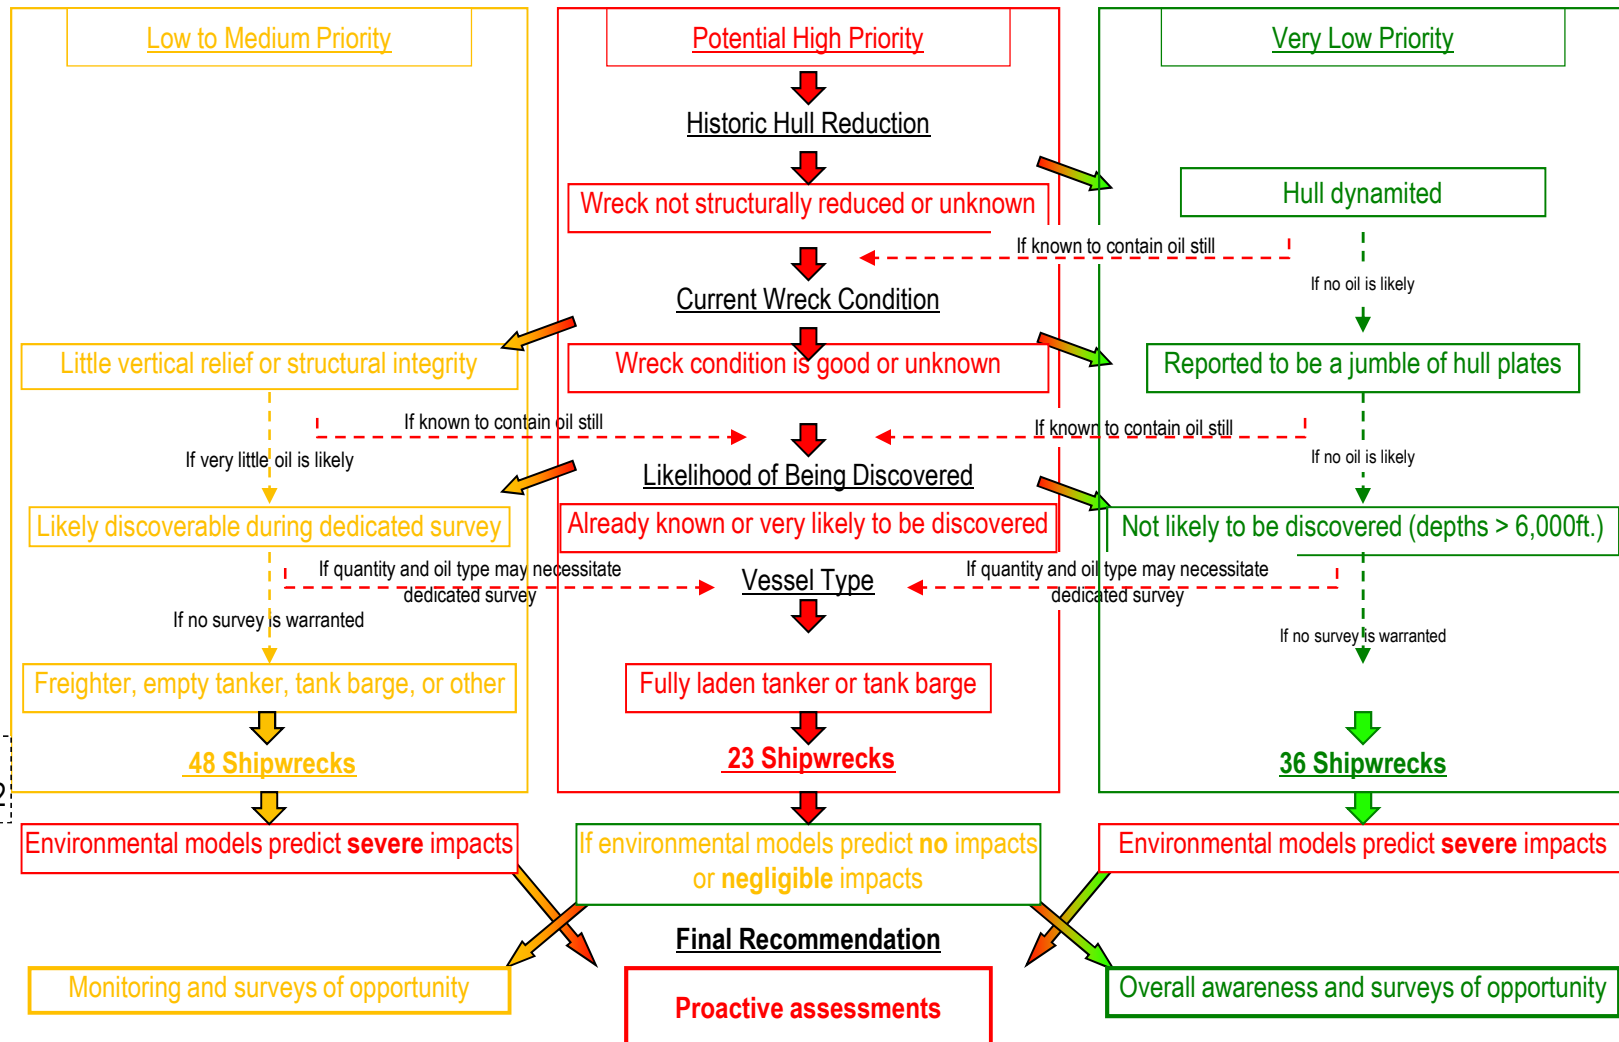 Low to Medium Priority
Potential High Priority
Very Low Priority
Historic Hull Reduction
Wreck not structurally reduced or unknown
Hull dynamited
If known to contain oil still
If no oil is likely
Current Wreck Condition
Little vertical relief or structural integrity
Wreck condition is good or unknown
Reported to be a jumble of hull plates
If known to contain oil still
If known to contain oil still
If very little oil is likely
If no oil is likely
Likelihood of Being Discovered
Likely discoverable during dedicated survey
Already known or very likely to be discovered
Not likely to be discovered (depths > 6,000ft.)
If quantity and oil type may necessitate
dedicated survey
Vessel Type
If quantity and oil type may necessitate
dedicated survey
If no survey is warranted
If no survey is warranted
Freighter, empty tanker, tank barge, or other
Fully laden tanker or tank barge
48 Shipwrecks
23 Shipwrecks
36 Shipwrecks
Environmental models predict severe impacts
If environmental models predict no impacts
or negligible impacts
Environmental models predict severe impacts
Final Recommendation
Monitoring and surveys of opportunity
Proactive assessments
Overall awareness and surveys of opportunity